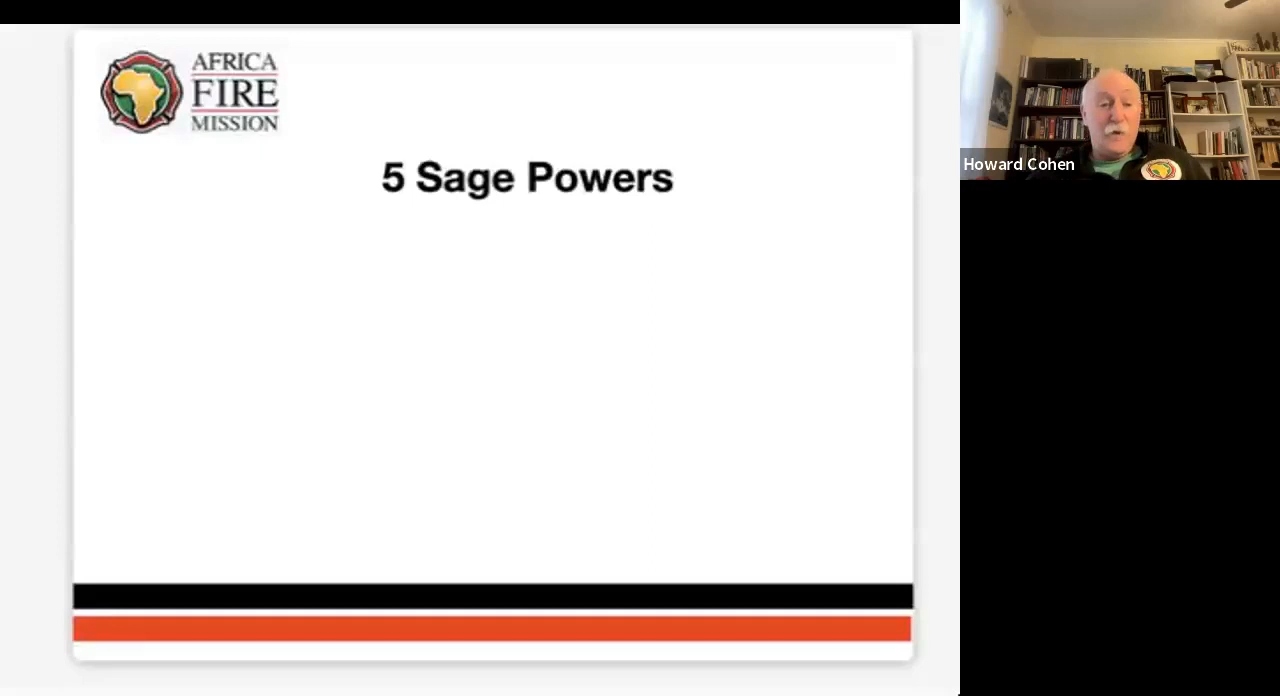 AFRICA
FIRE
MISSION
5 Sage Powers
Howard Cohen